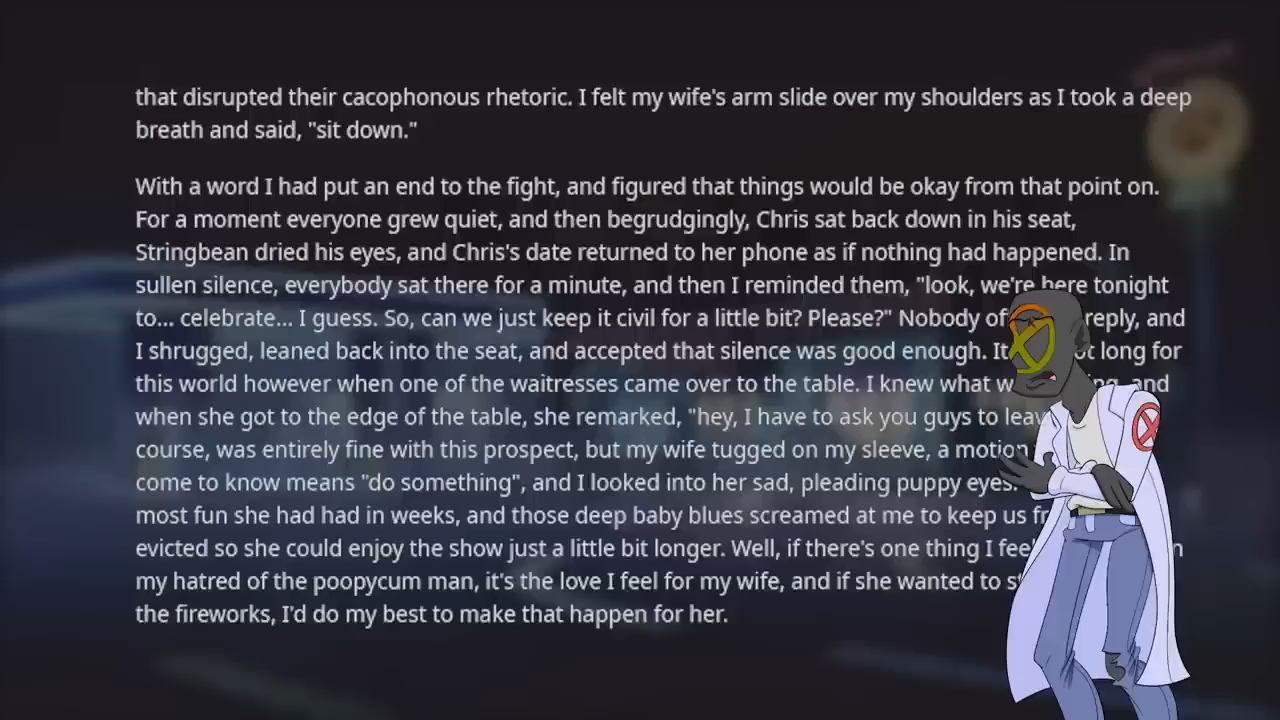 that disrupted their cacophonous rhetoric. I felt my wife's arm slide over my shoulders as I took a deep
breath and said, "sit down."
With a word I had put an end to the fight, and figured that things would be okay from that point on.
For a moment everyone grew quiet, and then begrudgingly, Chris sat back down in his seat,
Stringbean dried his eyes, and Chris's date returned to her phone as if nothing had happened. In
sullen silence, everybody sat there for a minute, and then I reminded them, "look, we're here tonight
to... celebrate... I guess. So, can we just keep it civil for a little bit? Please?" Nobody reply, and
I shrugged, leaned back into the seat, and accepted that silence was good enough. long for
this world however when one of the waitresses came over to the table. I knew what and
when she got to the edge of the table, she remarked, "hey, I have to ask you guys to
course, was entirely fine with this prospect, but my wife tugged on my sleeve, a
come to know means "do something", and I looked into her sad, pleading puppy eyes.
most fun she had had in weeks, and those deep baby blues screamed at me to keep us
evicted so she could enjoy the show just a little bit longer. Well, if there's one thing I
my hatred of the poopycum man, it's the love I feel for my wife, and if she wanted to
the fireworks, I'd do my best to make that happen for her.